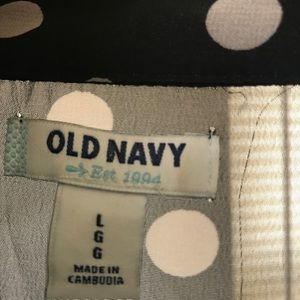 OLD NAVY
Est 1994
L
G
G
MADE IN
CAMBODIA